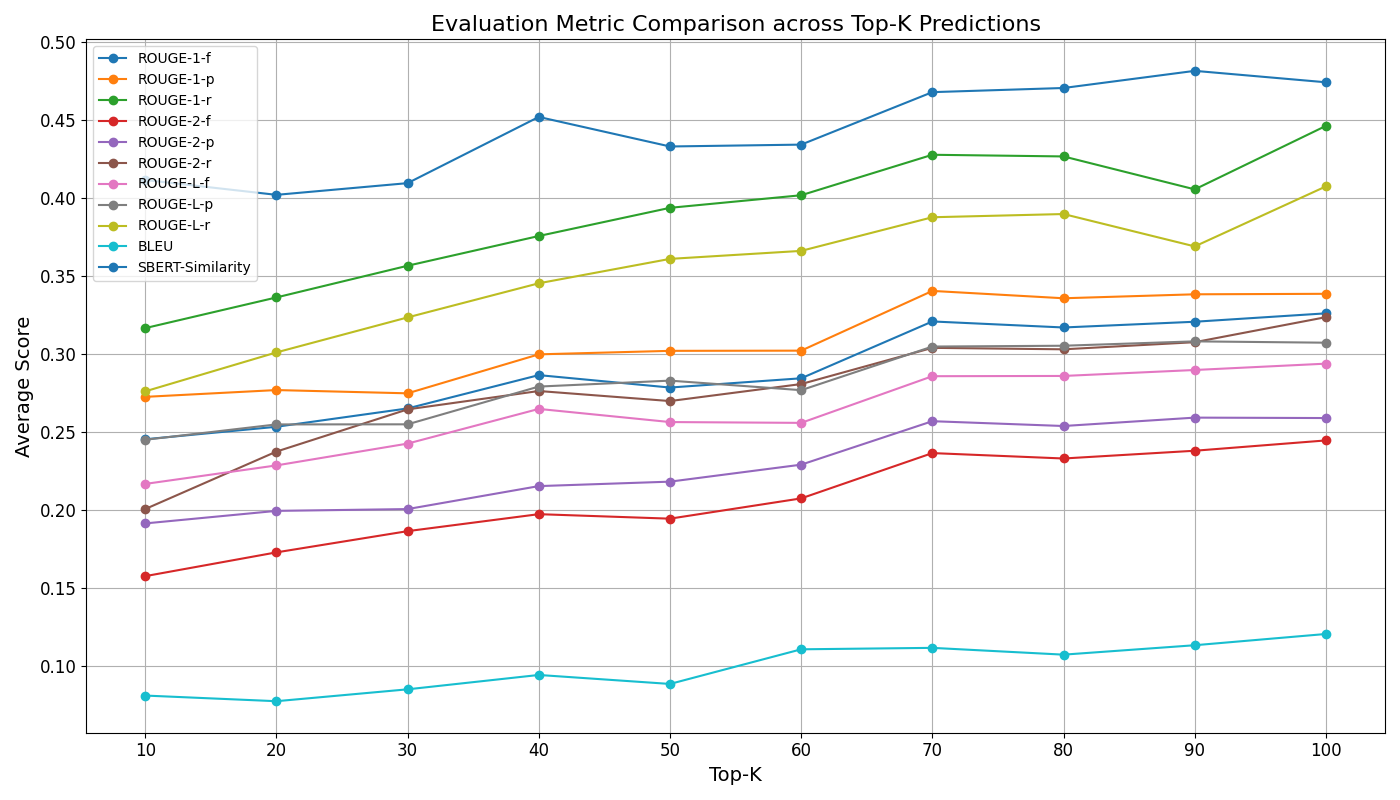 Evaluation Metric Comparison across Top-K Predictions
0.50
0.45
0.40
0.35
0.30
0.25
0.20
0.15
0.10
Average Score
ROUGE-1-f
ROUGE-1-p
ROUGE-1-r
ROUGE-2-f
ROUGE-2-p
ROUGE-2-r
ROUGE-L-f
ROUGE-L-p
ROUGE-L-r
BLEU
SBERT-Similarity
10 20 30 40 50 60 70 80 90 100
Top-K